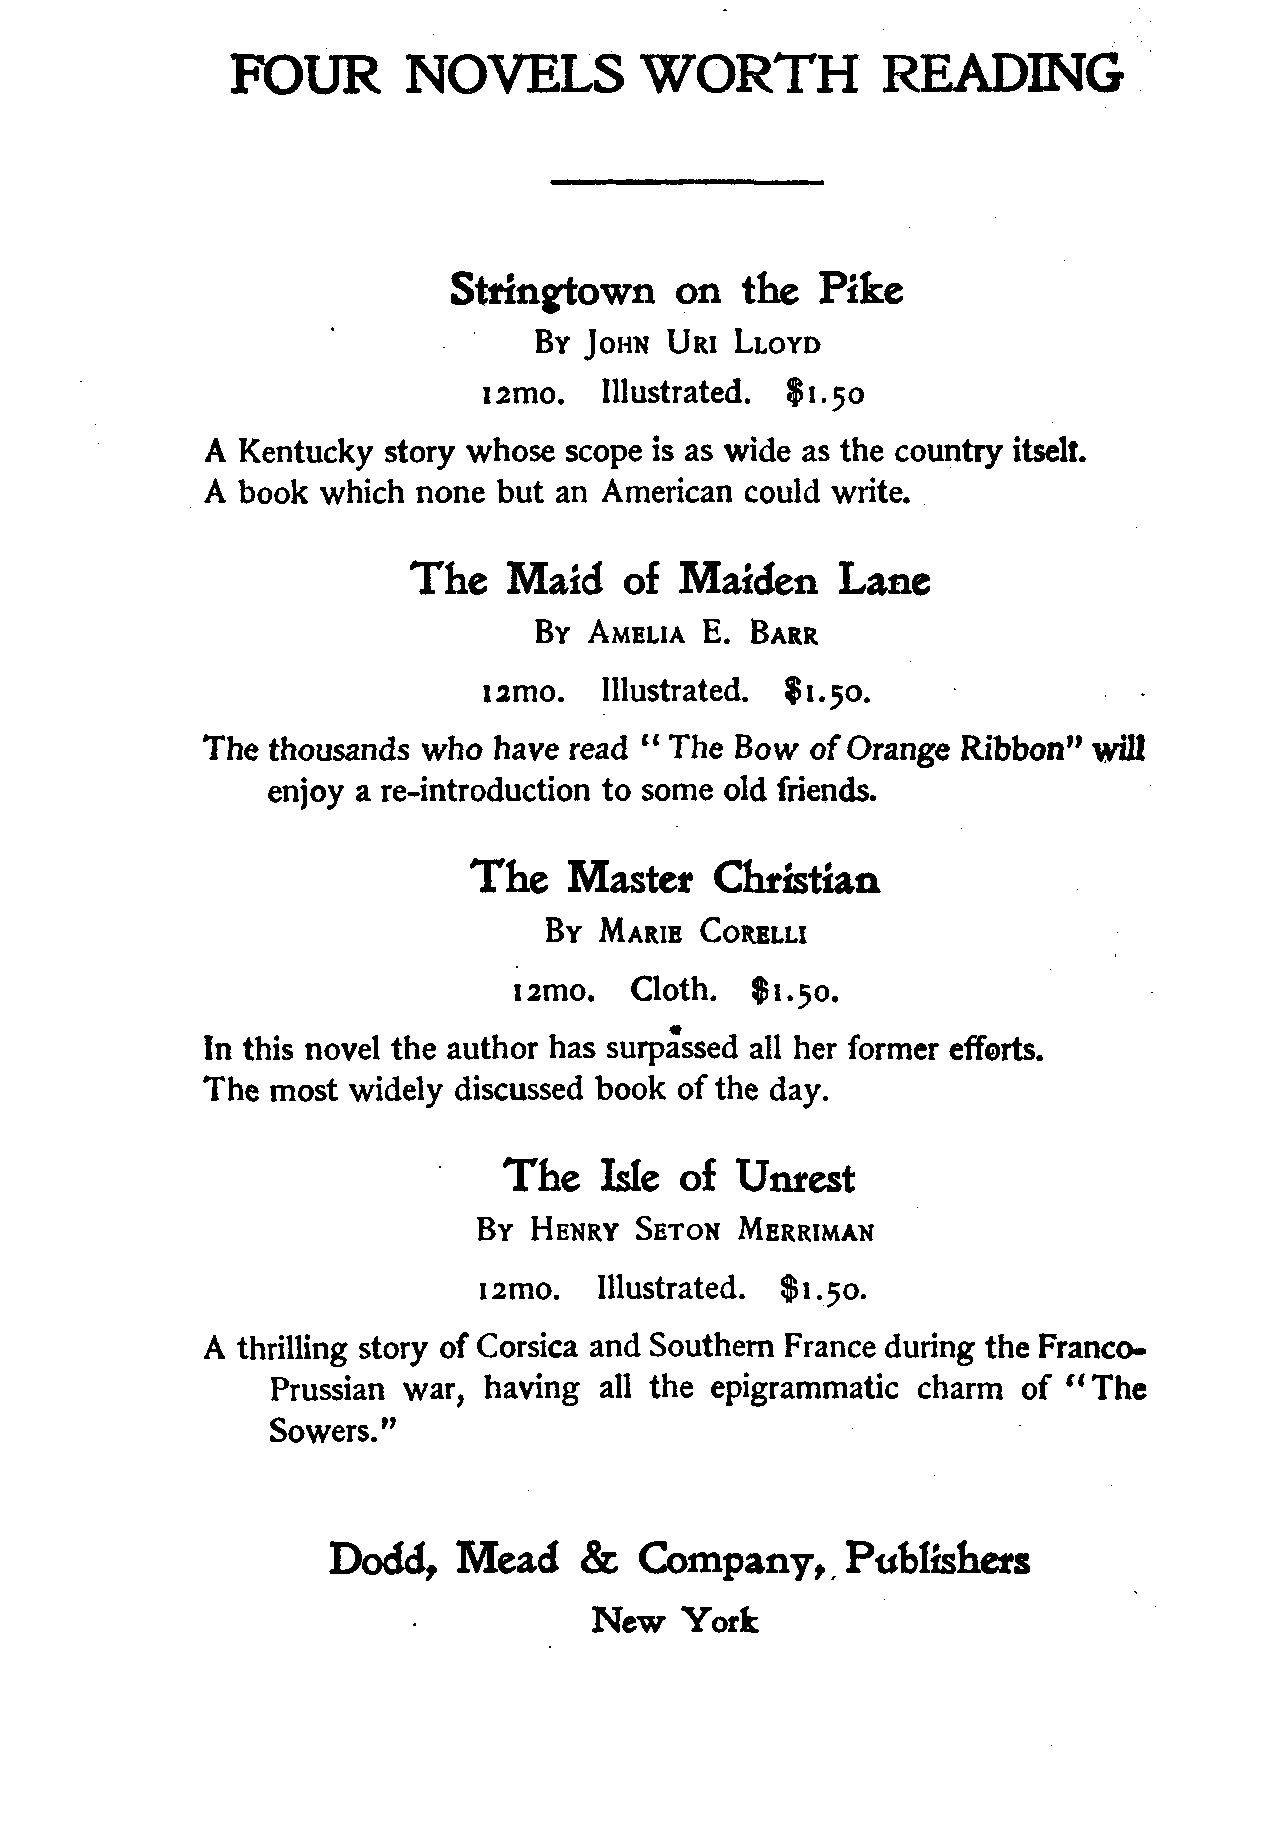 FOUR NOVELS WORTH READING
Stringtown on the Pike
By John Uri Lloyd
12mo. Illustrated. $1.50
A Kentucky story whose scope is as wide as the country itself.
A book which none but an American could write.
The Maid of Maiden Lane
By Amelia E. Barr
12mo. Illustrated. $1.50.
The thousands who have read “The Bow of Orange Ribbon” will
enjoy a re-introduction to some old friends.
The Master Christian
By Marie Corelli
12mo. Cloth. $1.50.
In this novel the author has surpassed all her former efforts.
The most widely discussed book of the day.
The Isle of Unrest
By Henry Seton Merriman
12mo. Illustrated. $1.50.
A thrilling story of Corsica and Southern France during the Franco-
Prussian war, having all the epigrammatic charm of “The
Sowers.”
Dodd, Mead & Company, Publishers
New York